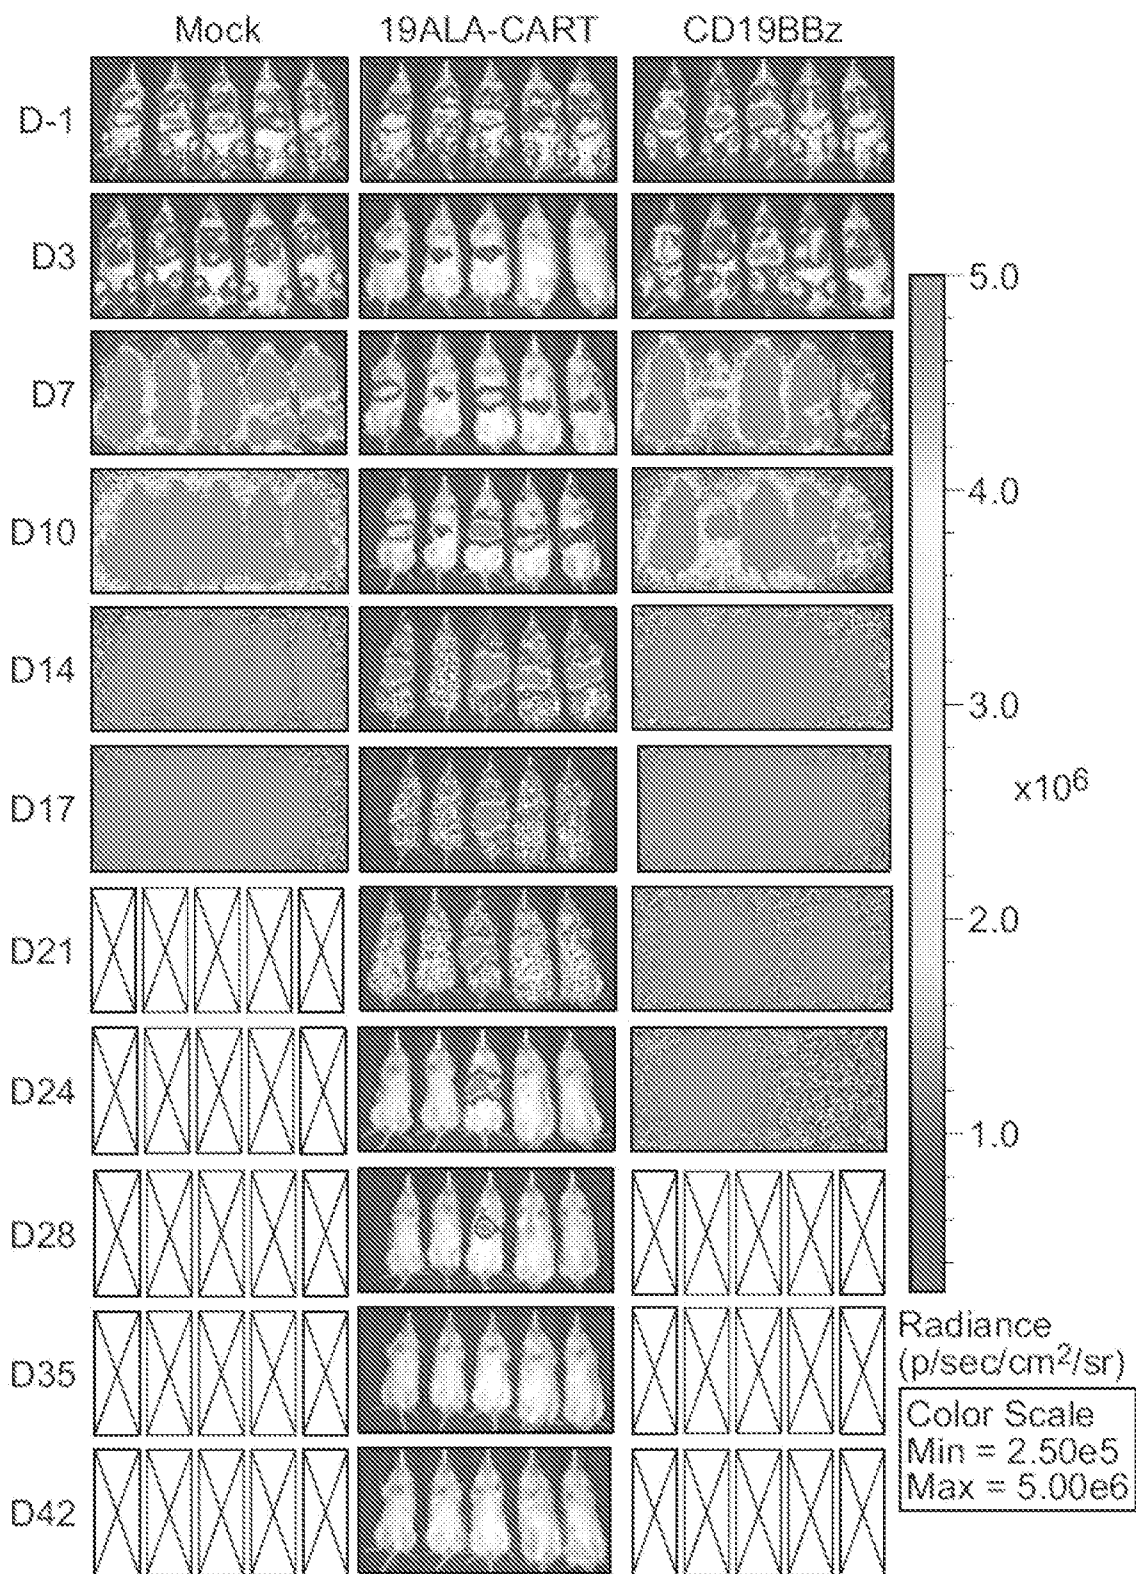 Mock 19ALA-CART CD19BBz
D-1
D3
5.0
D7
4.0
D10
D14
3.0
D17
x10⁶
D21
2.0
D24
1.0
D28
D35
Radiance
(p/sec/cm²/sr)
Color Scale
Min = 2.50e5
Max = 5.00e6
D42